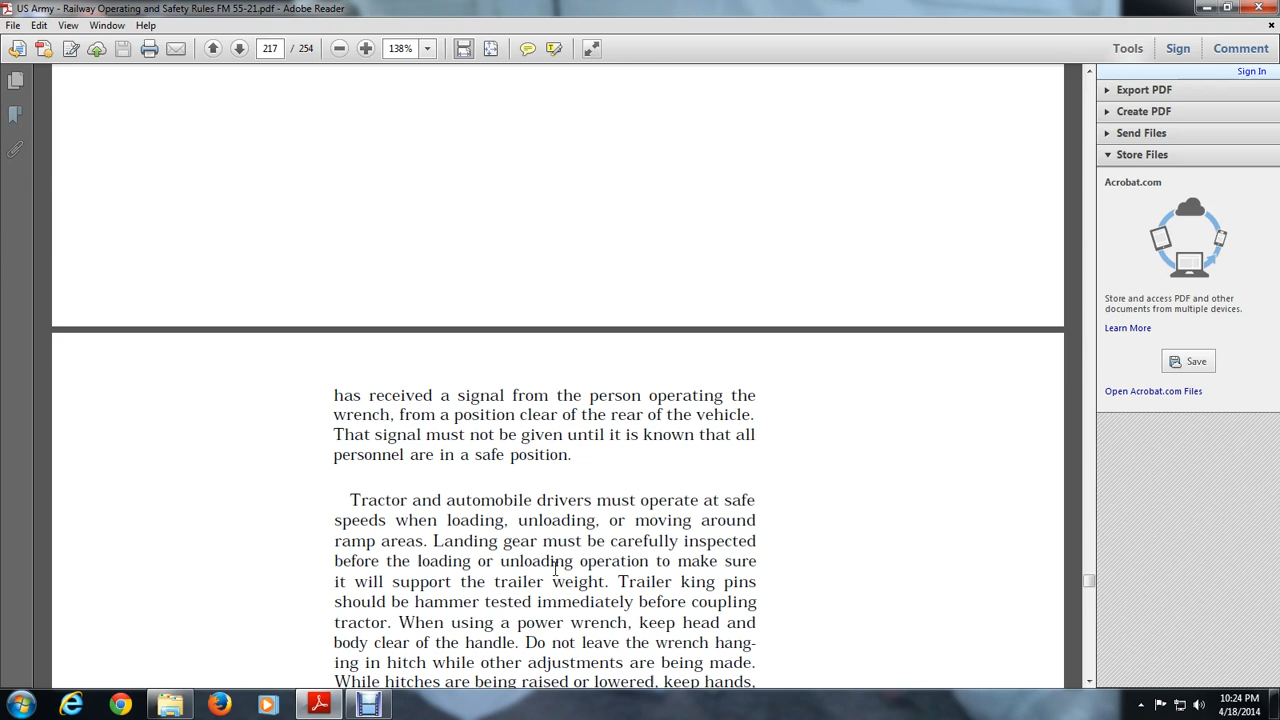 US Army - Railway Operating and Safety Rules FM 55-21.pdf - Adobe Reader
File Edit View Window Help
217 / 254 138% Tools Sign Comment
Sign In
Export PDF
Create PDF
Send Files
Store Files
Acrobat.com
Store and access PDF and other
documents from multiple devices.
Learn More
Save
Open Acrobat.com Files
has received a signal from the person operating the
wrench, from a position clear of the rear of the vehicle.
That signal must not be given until it is known that all
personnel are in a safe position.
Tractor and automobile drivers must operate at safe
speeds when loading, unloading, or moving around
ramp areas. Landing gear must be carefully inspected
before the loading or unloading operation to make sure
it will support the trailer weight. Trailer king pins
should be hammer tested immediately before coupling
tractor. When using a power wrench, keep head and
body clear of the handle. Do not leave the wrench hang-
ing in hitch while other adjustments are being made.
While hitches are being raised or lowered, keep hands,
10:24 PM
4/18/2014